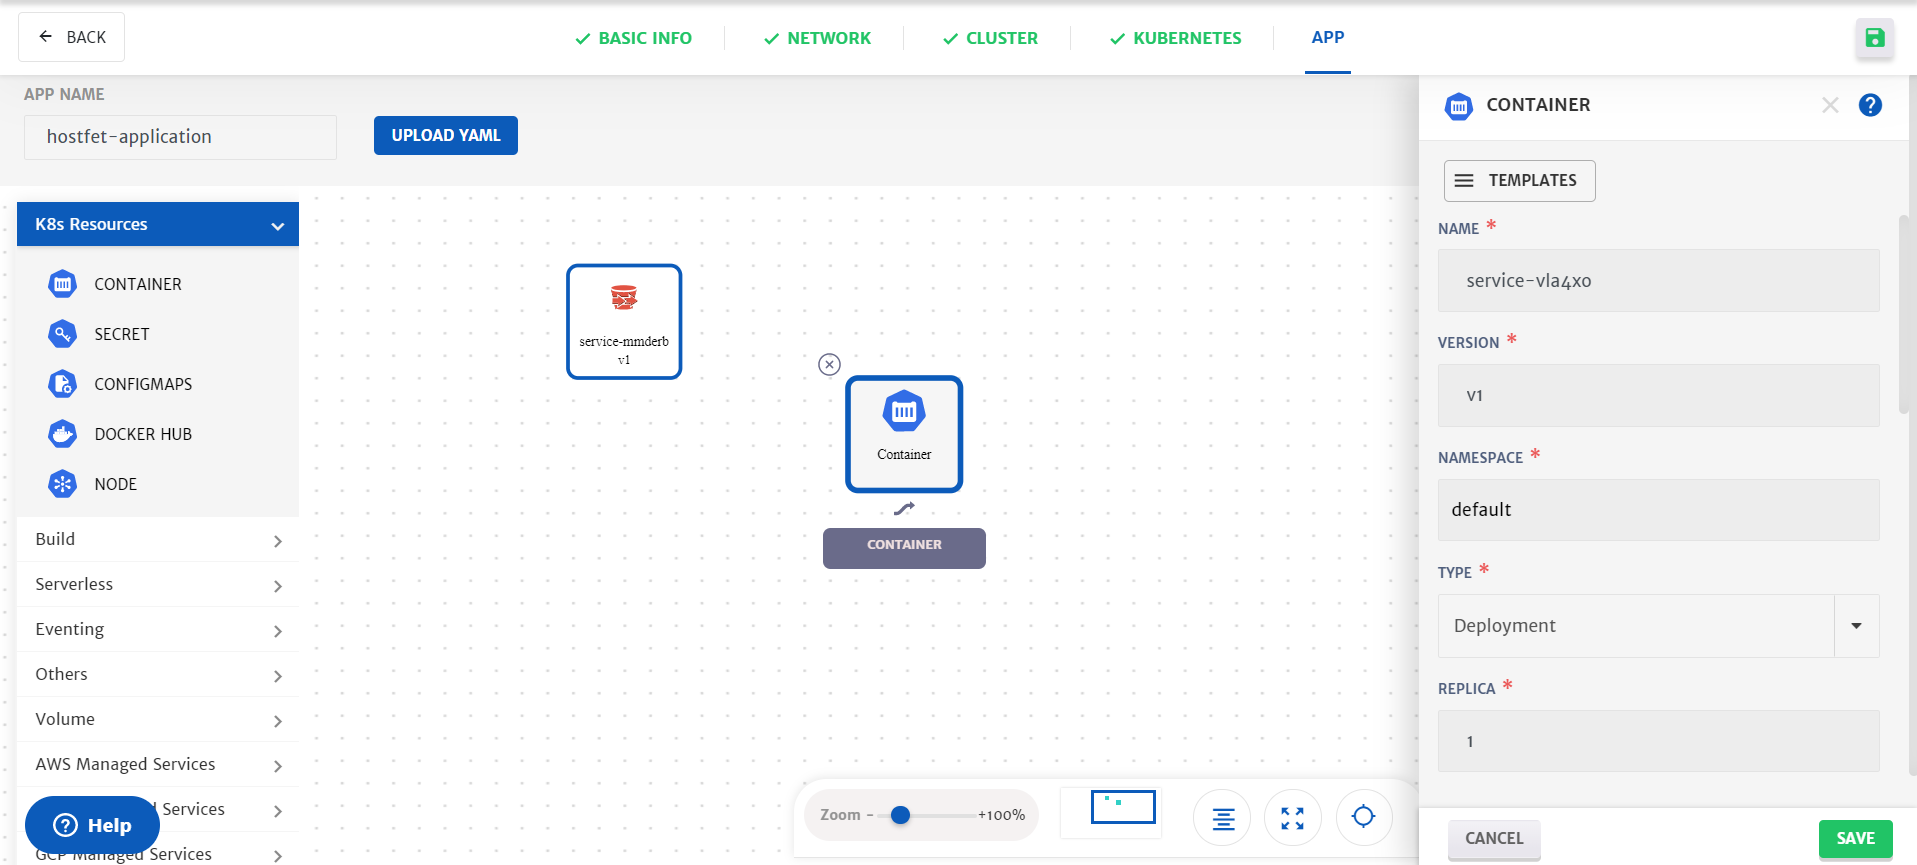 BACK
BASIC INFO
NETWORK
CLUSTER
KUBERNETES
APP
APP NAME
hostfet-application
UPLOAD YAML
K8s Resources
CONTAINER
SECRET
CONFIGMAPS
DOCKER HUB
NODE
Build
Serverless
Eventing
Others
Volume
AWS Managed Services
Services
GCP Managed Services
? Help
service-mmderb
v1
Container
CONTAINER
Zoom - +100%
CONTAINER
?
TEMPLATES
NAME *
service-vla4xo
VERSION *
v1
NAMESPACE *
default
TYPE *
Deployment
REPLICA *
1
CANCEL
SAVE